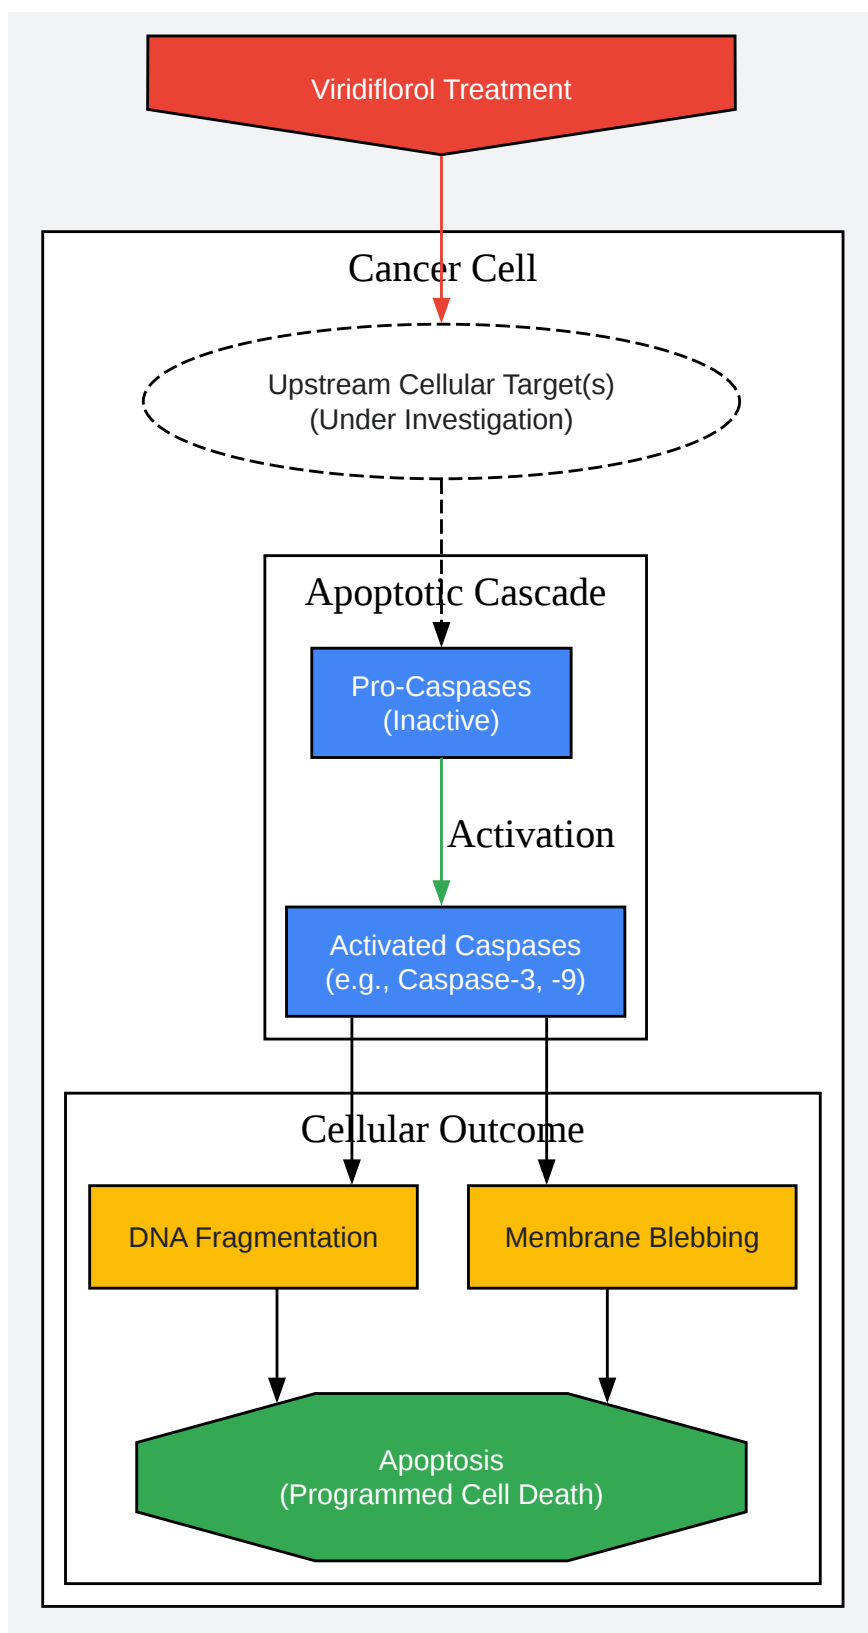 Viridiflorol Treatment
Cancer Cell
Upstream Cellular Target(s)
(Under Investigation)
Apoptotic Cascade
Pro-Caspases
(Inactive)
Activation
Activated Caspases
(e.g., Caspase-3, -9)
Cellular Outcome
DNA Fragmentation
Membrane Blebbing
Apoptosis
(Programmed Cell Death)